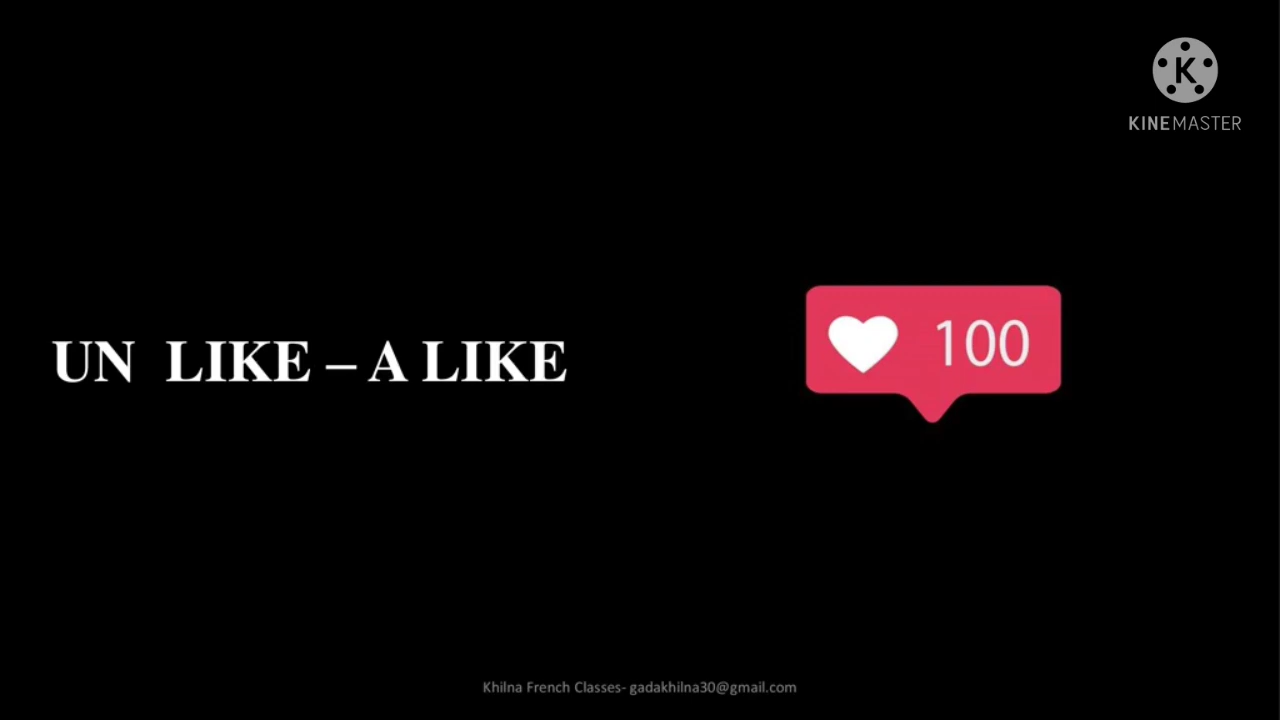 K
KINEMASTER
100
UN LIKE – A LIKE
Khilna French Classes- gadakhilna30@gmail.com